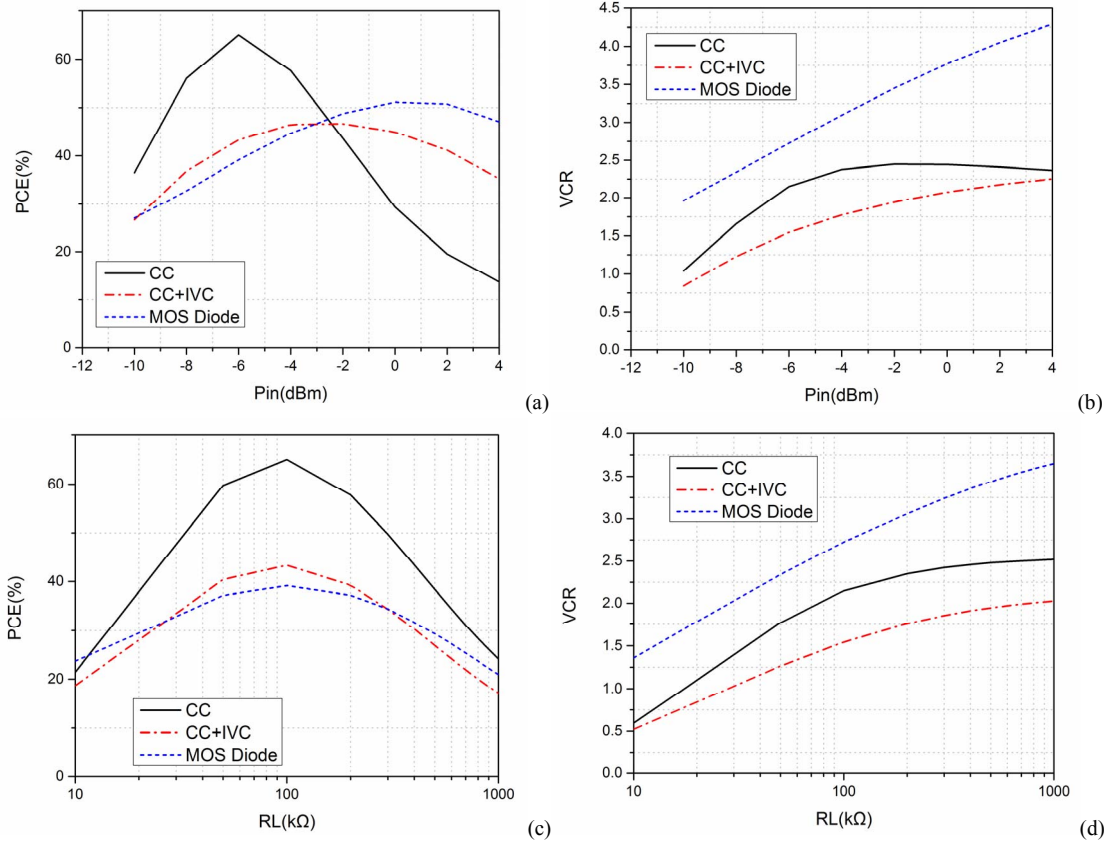 PCE(%)
60
40
20
0
CC
CC+IVC
MOS Diode
-12 -10 -8 -6 -4 -2 0 2 4
Pin(dBm)
(a)
VCR
4.5
4.0
3.5
3.0
2.5
2.0
1.5
1.0
0.5
0.0
CC
CC+IVC
MOS Diode
-12 -10 -8 -6 -4 -2 0 2 4
Pin(dBm)
(b)
PCE(%)
60
40
20
0
CC
CC+IVC
MOS Diode
10 100 1000
RL(kΩ)
(c)
VCR
4.0
3.5
3.0
2.5
2.0
1.5
1.0
0.5
0.0
CC
CC+IVC
MOS Diode
10 100 1000
RL(kΩ)
(d)